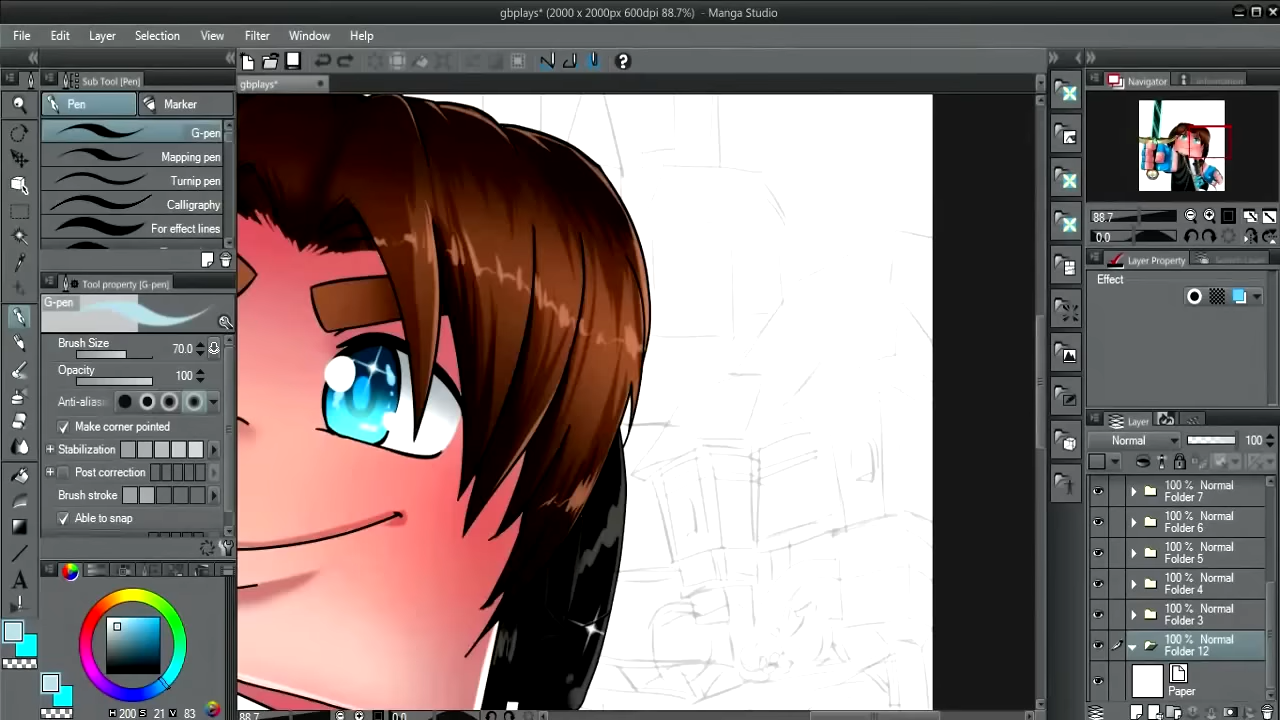 gbplays* (2000 x 2000px 600dpi 88.7%) - Manga Studio
File Edit Layer Selection View Filter Window Help
Sub Tool [Pen]
gbplays*
Navigator
Information
Pen Marker
G-pen
Mapping pen
Turnip pen
Calligraphy
For effect lines
Tool property [G-pen]
G-pen
Brush Size 70.0
Opacity 100
Anti-alias
Make corner pointed
Stabilization
Post correction
Brush stroke
Able to snap
H 200 S 21 V 83
88.7
0.0
88.7
0.0
Layer Property
Effect
Layer
Normal 100
100 % Normal
Folder 7
100 % Normal
Folder 6
100 % Normal
Folder 5
100 % Normal
Folder 4
100 % Normal
Folder 3
100 % Normal
Folder 12
Paper